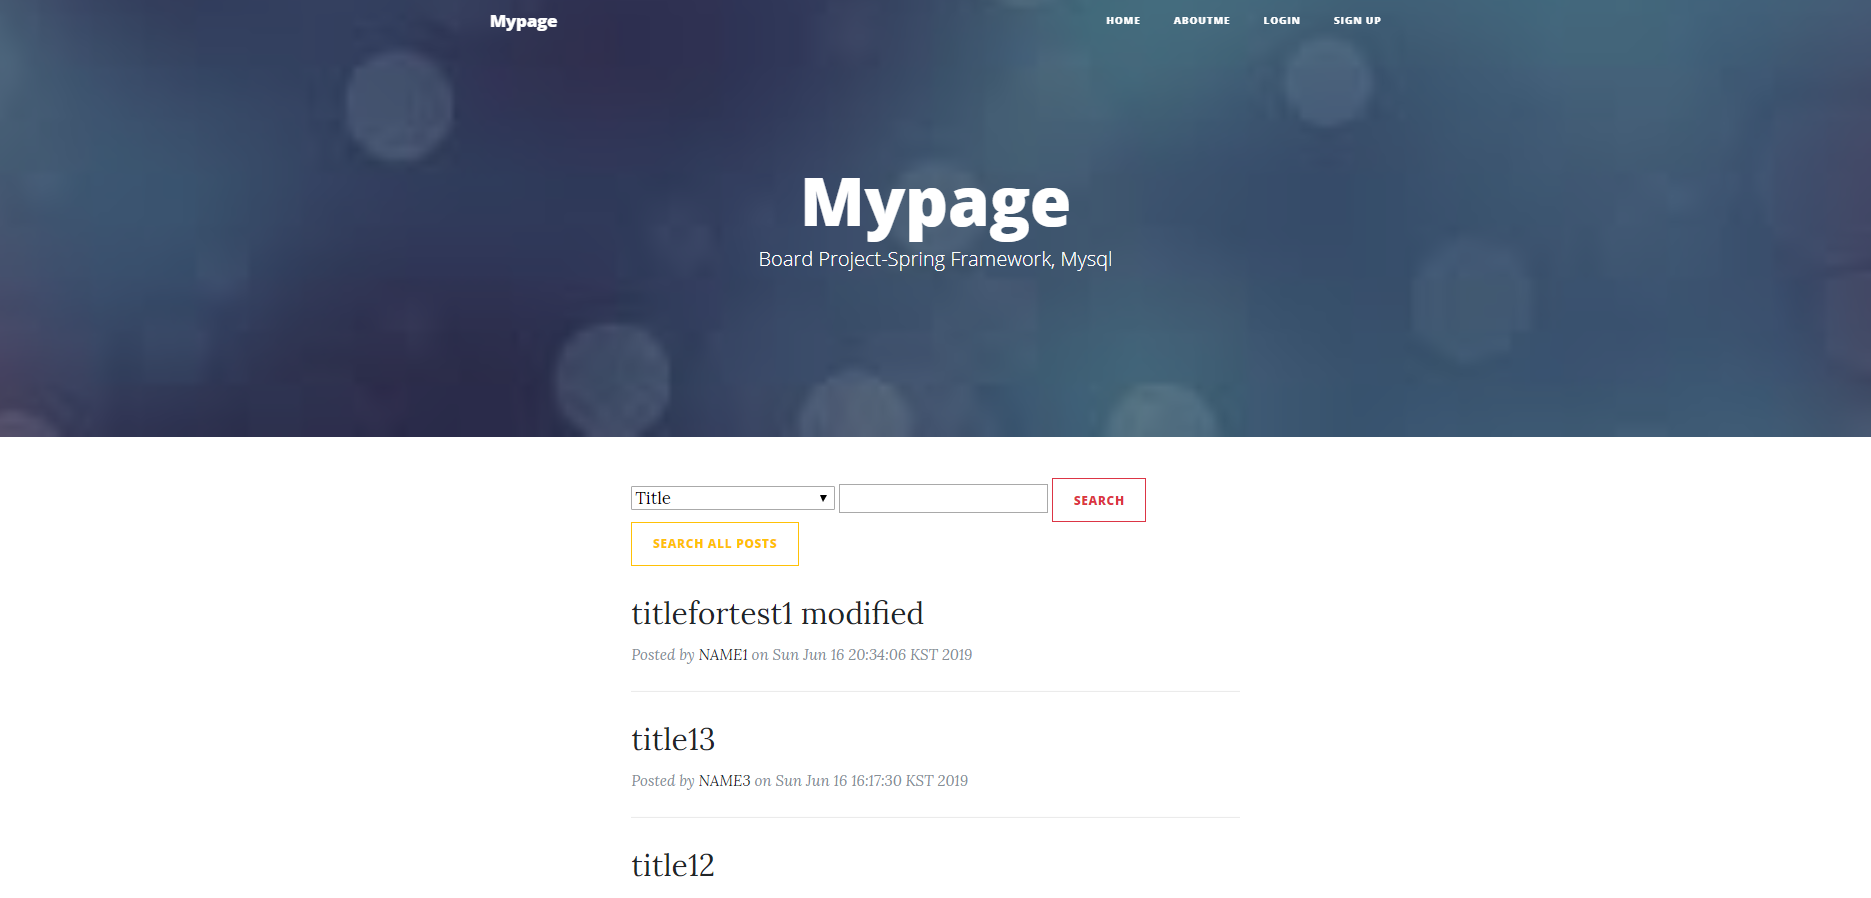 Mypage
HOME ABOUTME LOGIN SIGN UP
Mypage
Board Project-Spring Framework, Mysql
Title SEARCH
SEARCH ALL POSTS
titlefortest1 modified
Posted by NAME1 on Sun Jun 16 20:34:06 KST 2019
title13
Posted by NAME3 on Sun Jun 16 16:17:30 KST 2019
title12